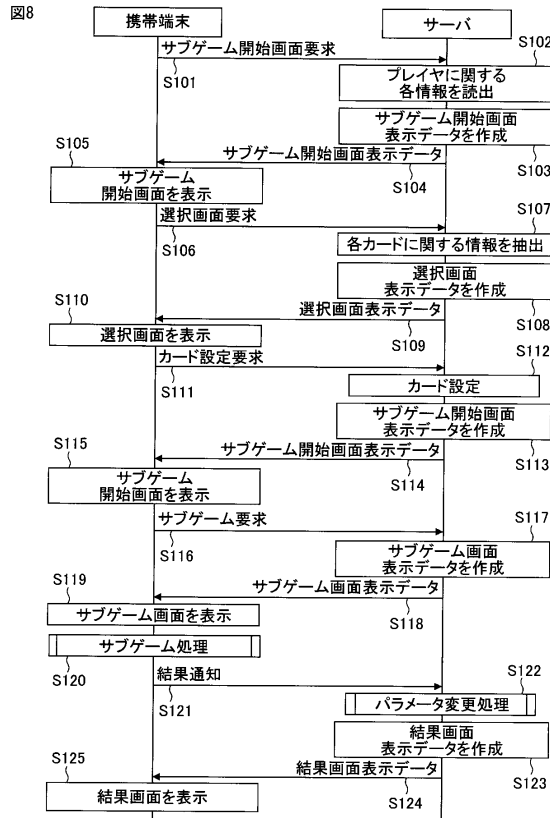 図8
携帯端末
サーバ
サブゲーム開始画面要求
S101
S102
プレイヤに関する
各情報を読出
サブゲーム開始画面
表示データを作成
S103
サブゲーム開始画面表示データ
S104
S105
サブゲーム
開始画面を表示
選択画面要求
S106
S107
各カードに関する情報を抽出
選択画面
表示データを作成
S108
選択画面表示データ
S109
S110
選択画面を表示
カード設定要求
S111
S112
カード設定
サブゲーム開始画面
表示データを作成
S113
サブゲーム開始画面表示データ
S114
S115
サブゲーム
開始画面を表示
サブゲーム要求
S116
S117
サブゲーム画面
表示データを作成
サブゲーム画面表示データ
S118
S119
サブゲーム画面を表示
サブゲーム処理
S120
結果通知
S121
S122
パラメータ変更処理
結果画面
表示データを作成
S123
結果画面表示データ
S124
S125
結果画面を表示